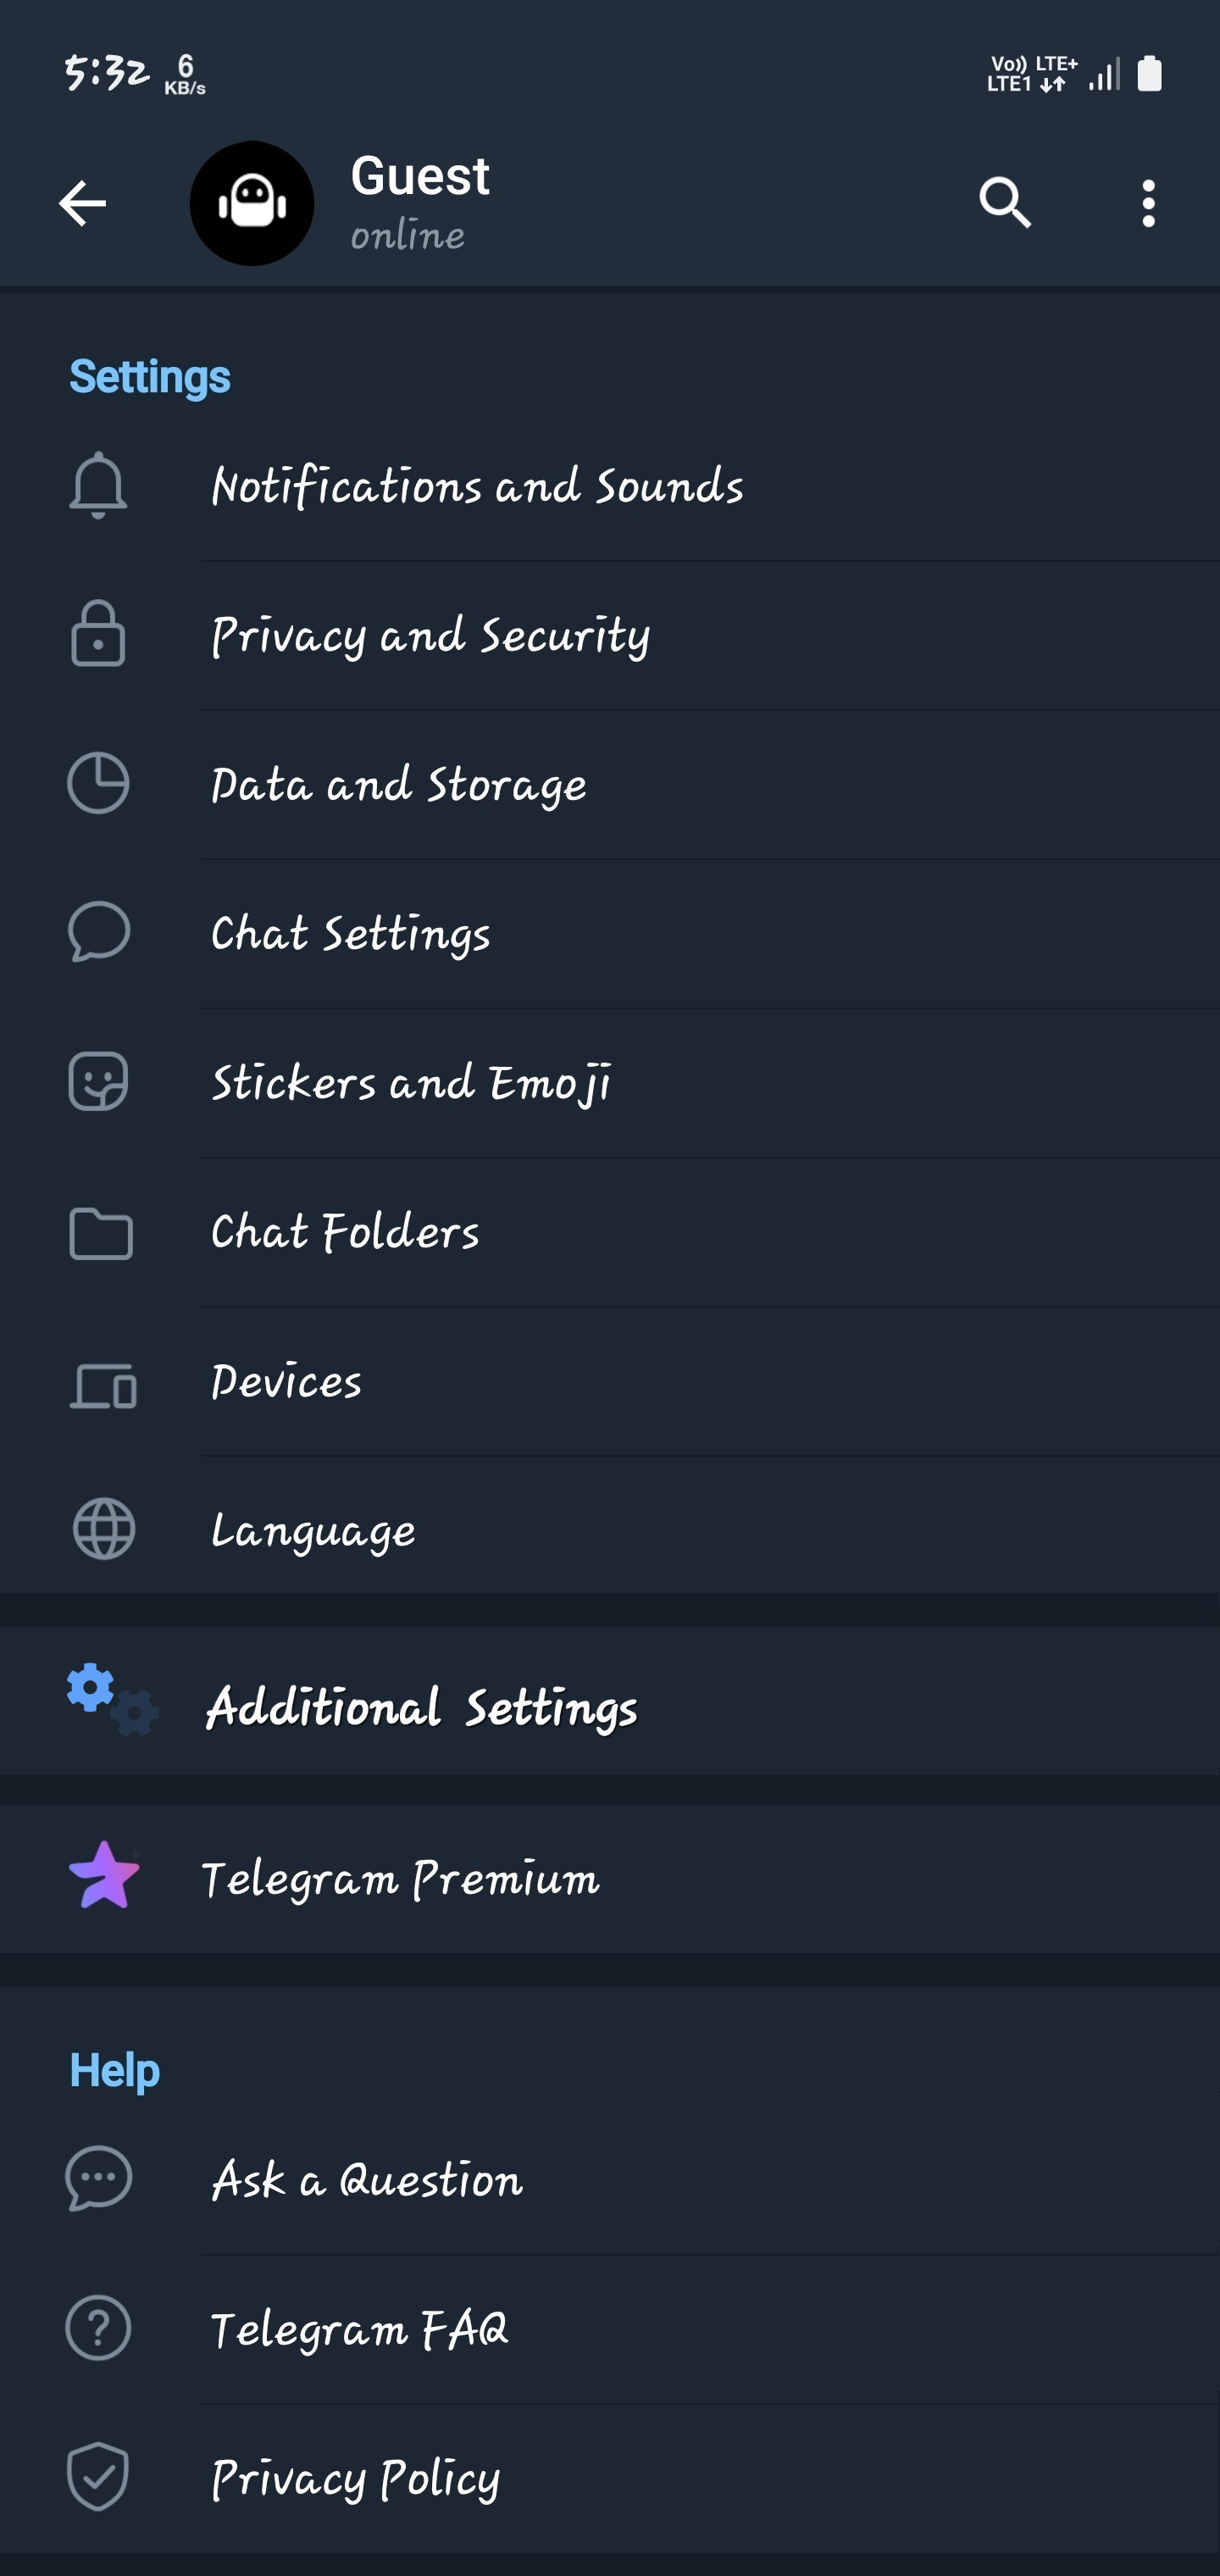 5:32 6 KB/s Vo)) LTE+ LTE1
Guest
online
Settings
Notifications and Sounds
Privacy and Security
Data and Storage
Chat Settings
Stickers and Emoji
Chat Folders
Devices
Language
Additional Settings
Telegram Premium
Help
Ask a Question
Telegram FAQ
Privacy Policy